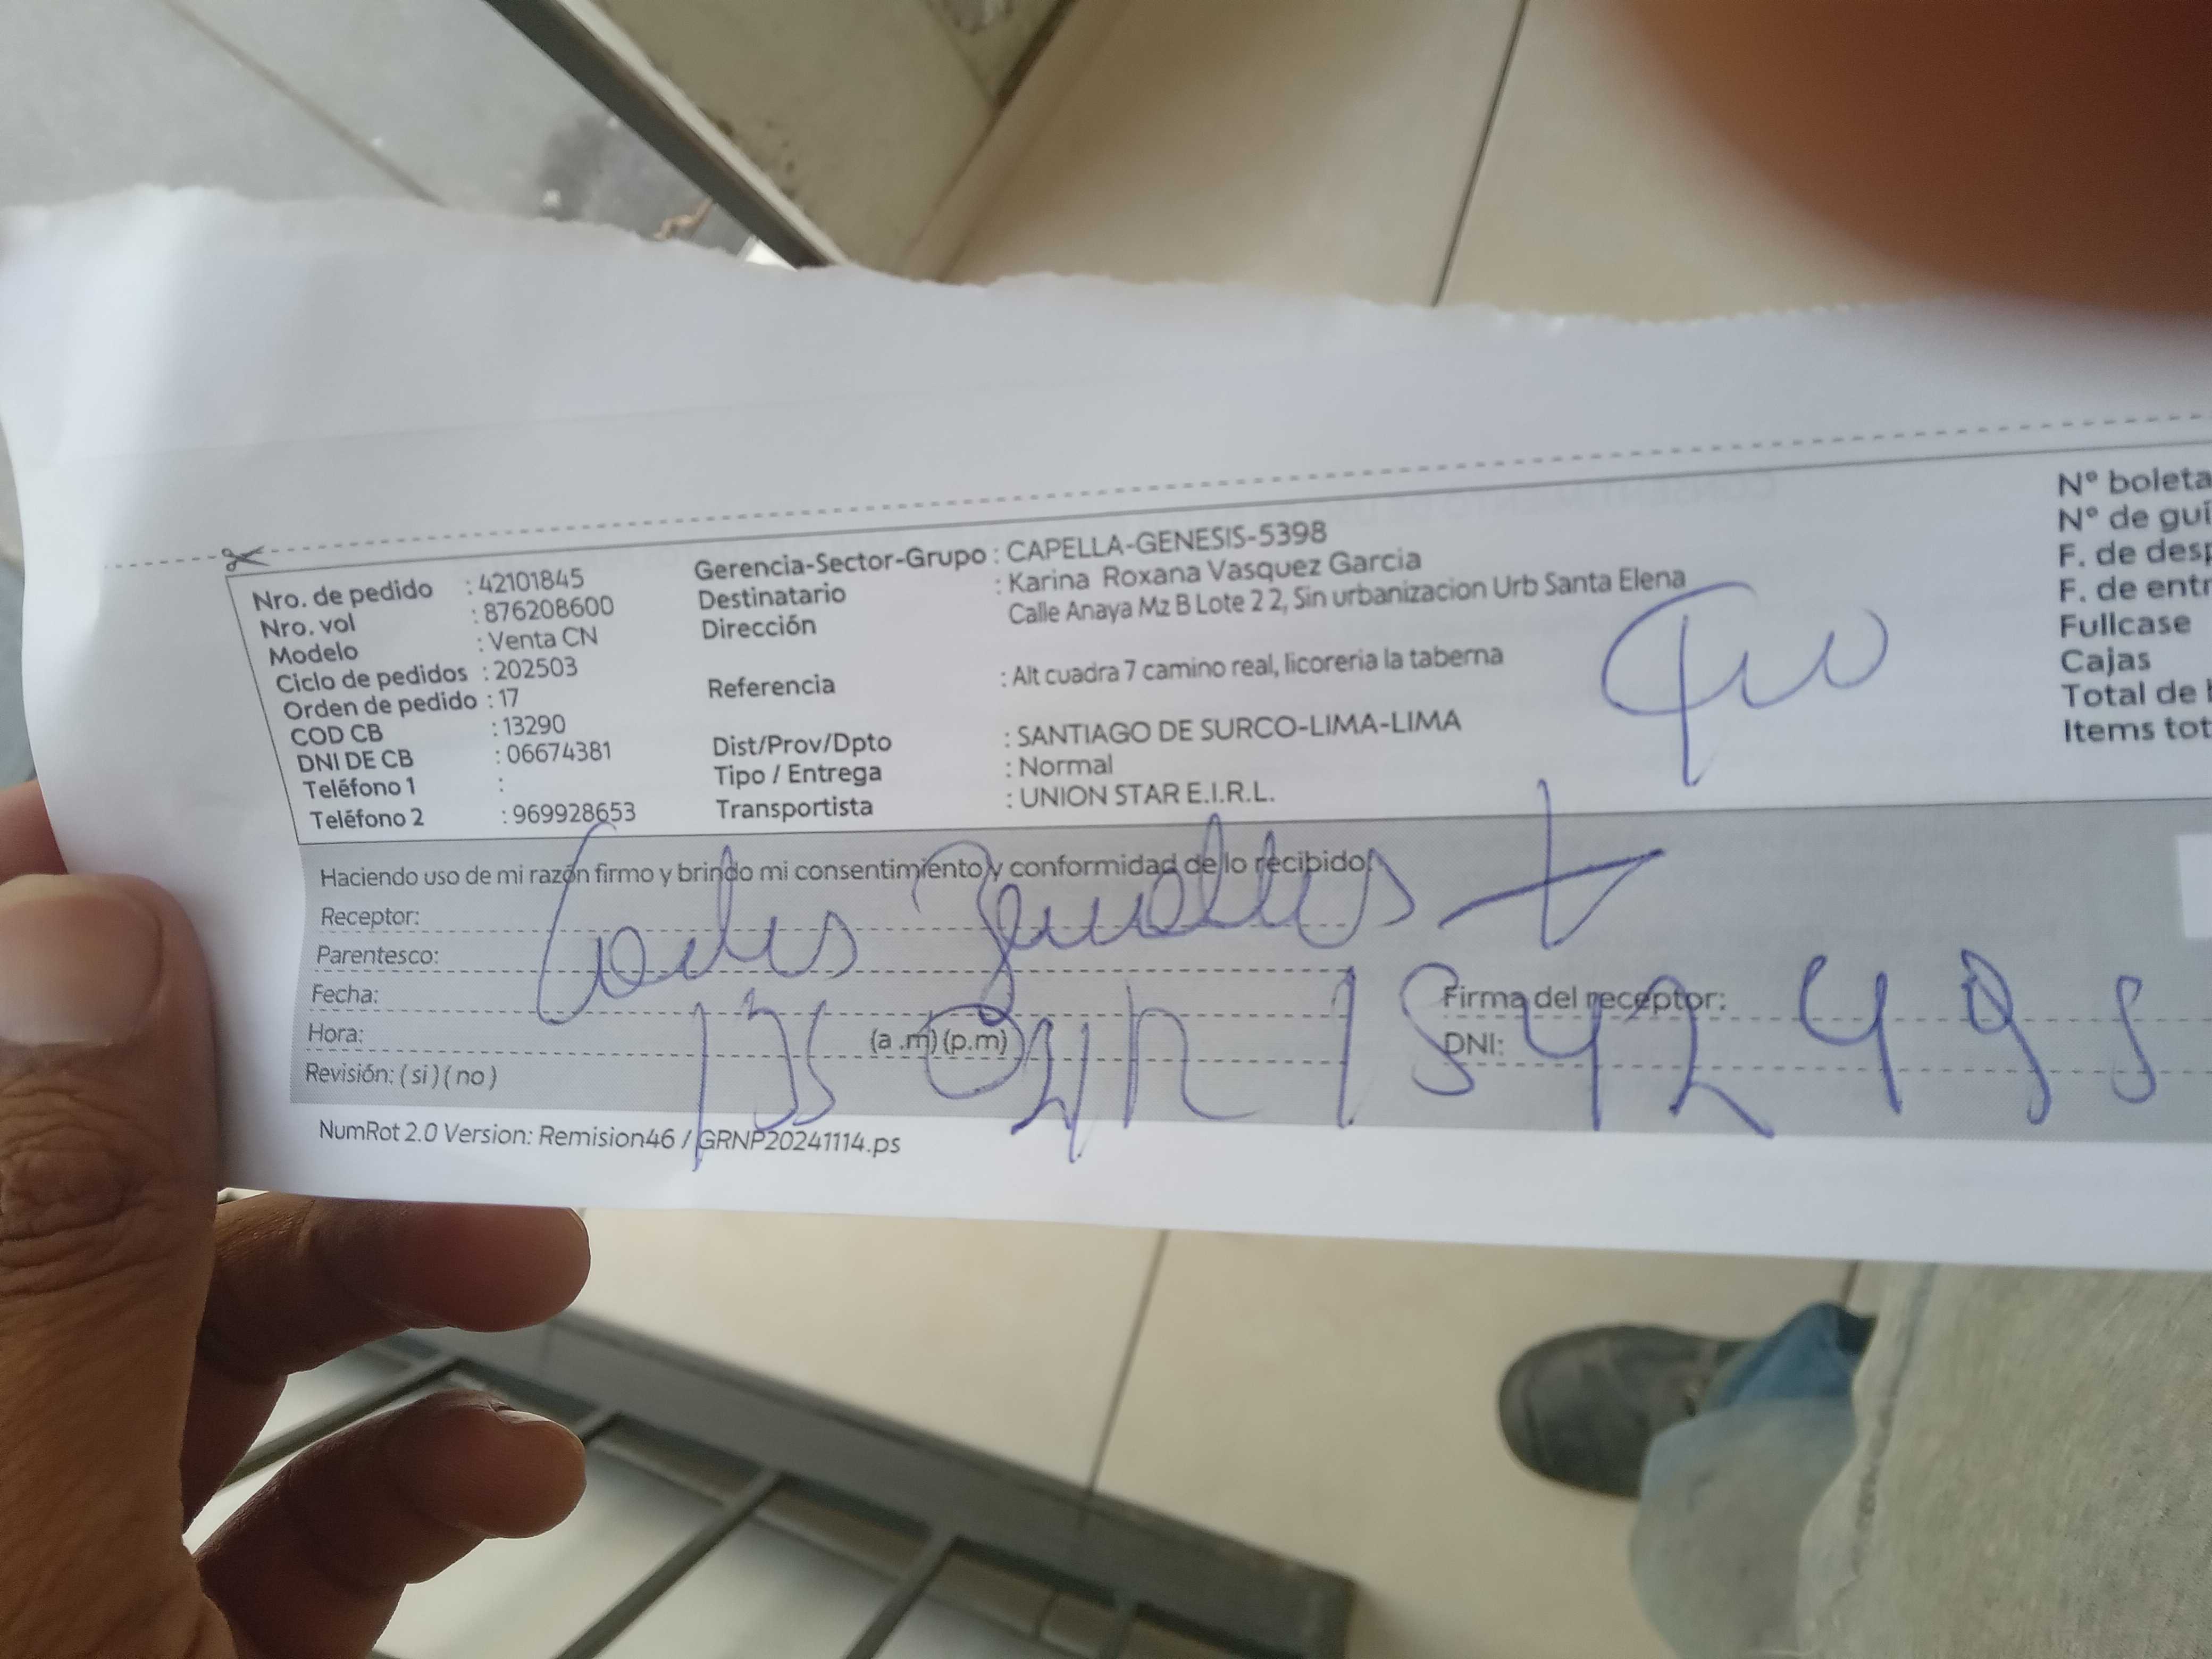 Nro. de pedido : 42101845
Nro. vol : 876208600
Modelo : Venta CN
Ciclo de pedidos : 202503
Orden de pedido : 17
COD CB : 13290
DNI DE CB : 06674381
Teléfono 1 :
Teléfono 2 : 969928653
Gerencia-Sector-Grupo : CAPELLA-GENESIS-5398
Destinatario : Karina Roxana Vasquez Garcia
Dirección Calle Anaya Mz B Lote 2 2, Sin urbanizacion Urb Santa Elena
Referencia : Alt cuadra 7 camino real, licoreria la taberna
Dist/Prov/Dpto : SANTIAGO DE SURCO-LIMA-LIMA
Tipo / Entrega : Normal
Transportista : UNION STAR E.I.R.L.
N° boleta
N° de guí
F. de desp
F. de entr
Fullcase
Cajas
Total de b
Items tot
Haciendo uso de mi razón firmo y brindo mi consentimiento y conformidad de lo recibido
Receptor:
Parentesco:
Fecha:
Hora: (a .m) (p.m)
Revisión: ( si ) ( no )
Firma del receptor:
DNI:
NumRot 2.0 Version: Remision46 / GRNP20241114.ps